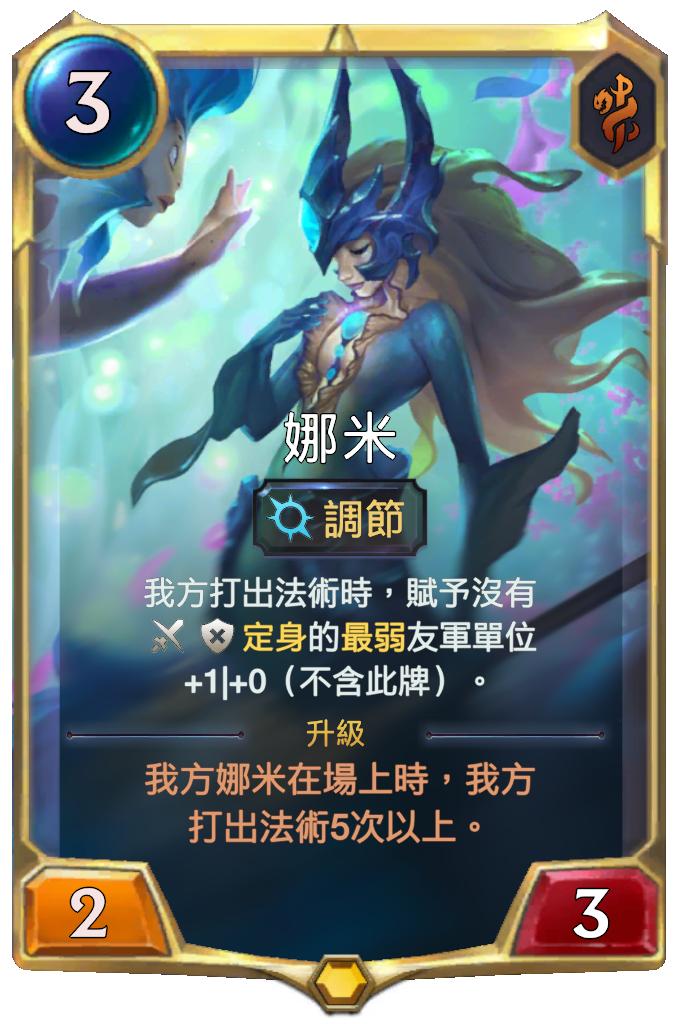 3
娜米
調節
我方打出法術時，賦予沒有
定身的最弱友軍單位
+1|+0（不含此牌）。
升級
我方娜米在場上時，我方
打出法術5次以上。
2
3